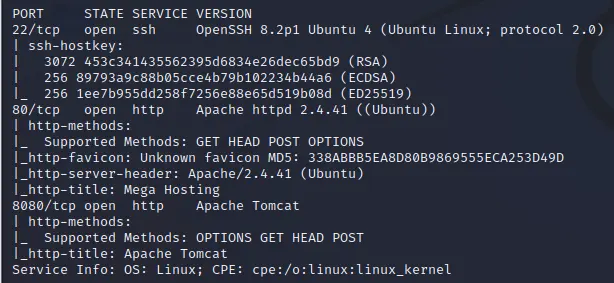 PORT     STATE SERVICE VERSION
22/tcp   open  ssh     OpenSSH 8.2p1 Ubuntu 4 (Ubuntu Linux; protocol 2.0)
| ssh-hostkey:
|   3072 453c341435562395d6834e26dec65bd9 (RSA)
|   256 89793a9c88b05cce4b79b102234b44a6 (ECDSA)
|_  256 1ee7b955dd258f7256e88e65d519b08d (ED25519)
80/tcp   open  http    Apache httpd 2.4.41 ((Ubuntu))
| http-methods:
|_  Supported Methods: GET HEAD POST OPTIONS
|_http-favicon: Unknown favicon MD5: 338ABBB5EA8D80B9869555ECA253D49D
|_http-server-header: Apache/2.4.41 (Ubuntu)
|_http-title: Mega Hosting
8080/tcp open  http    Apache Tomcat
| http-methods:
|_  Supported Methods: OPTIONS GET HEAD POST
|_http-title: Apache Tomcat
Service Info: OS: Linux; CPE: cpe:/o:linux:linux_kernel